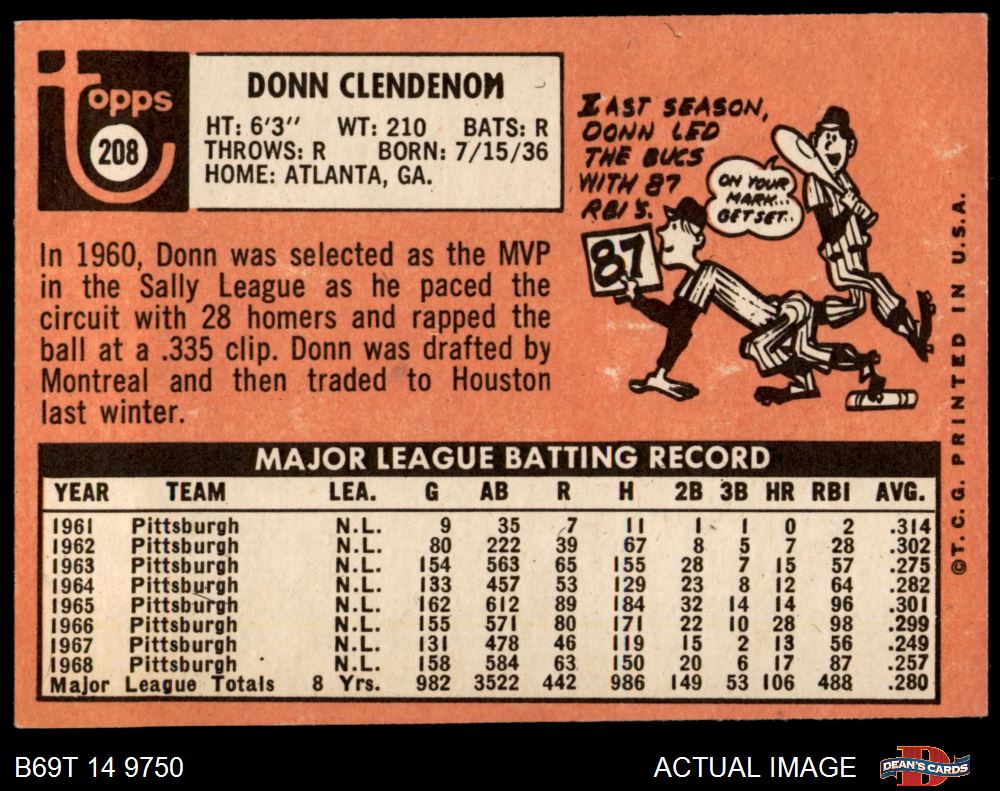 topps
208
DONN CLENDENON
HT: 6'3" WT: 210 BATS: R
THROWS: R BORN: 7/15/36
HOME: ATLANTA, GA.
LAST SEASON,
DONN LED
THE BUCS
WITH 87
RBI'S.
ON YOUR
MARK...
GET SET..
87
In 1960, Donn was selected as the MVP
in the Sally League as he paced the
circuit with 28 homers and rapped the
ball at a .335 clip. Donn was drafted by
Montreal and then traded to Houston
last winter.
MAJOR LEAGUE BATTING RECORD
YEAR TEAM LEA. G AB R H 2B 3B HR RBI AVG.
1961 Pittsburgh N.L. 9 35 7 11 1 1 0 2 .314
1962 Pittsburgh N.L. 80 222 39 67 8 5 7 28 .302
1963 Pittsburgh N.L. 154 563 65 155 28 7 15 57 .275
1964 Pittsburgh N.L. 133 457 53 129 23 8 12 64 .282
1965 Pittsburgh N.L. 162 612 89 184 32 14 14 96 .301
1966 Pittsburgh N.L. 155 571 80 171 22 10 28 98 .299
1967 Pittsburgh N.L. 131 478 46 119 15 2 13 56 .249
1968 Pittsburgh N.L. 158 584 63 150 20 6 17 87 .257
Major League Totals 8 Yrs. 982 3522 442 986 149 53 106 488 .280
©T. C. G. PRINTED IN U.S.A.
B69T 14 9750
ACTUAL IMAGE
D
DEAN'S CARDS